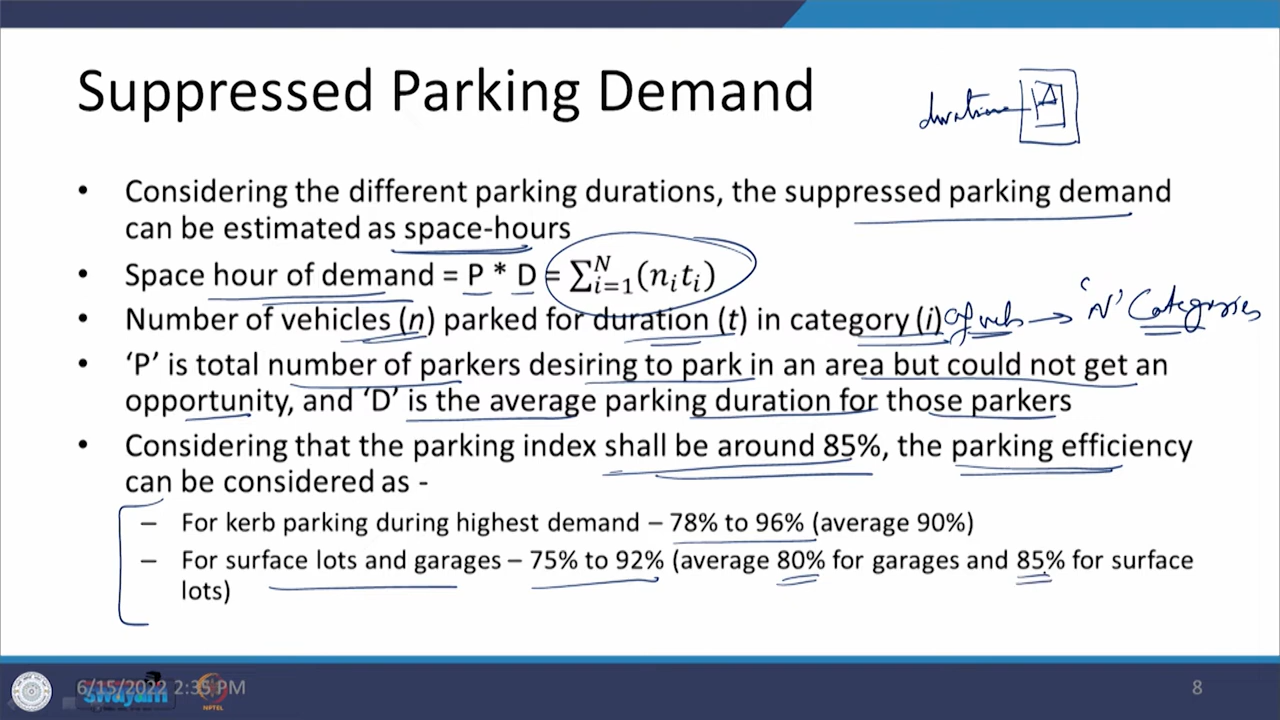 Suppressed Parking Demand
duration
A
• Considering the different parking durations, the suppressed parking demand
can be estimated as space-hours
• Space hour of demand = P * D = ∑ᵢ₌₁ᴺ(nᵢtᵢ)
• Number of vehicles (n) parked for duration (t) in category (i) of veh → 'N' Categories
• 'P' is total number of parkers desiring to park in an area but could not get an
opportunity, and 'D' is the average parking duration for those parkers
• Considering that the parking index shall be around 85%, the parking efficiency
can be considered as -
– For kerb parking during highest demand – 78% to 96% (average 90%)
– For surface lots and garages – 75% to 92% (average 80% for garages and 85% for surface
lots)
6/15/2022 2:35 PM
swayam
NPTEL
8